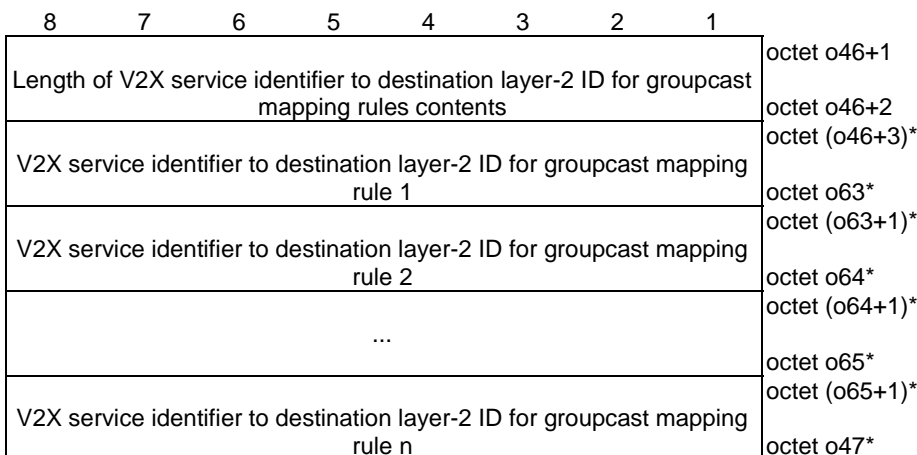 8 7 6 5 4 3 2 1
octet o46+1
Length of V2X service identifier to destination layer-2 ID for groupcast
mapping rules contents
octet o46+2
octet (o46+3)*
V2X service identifier to destination layer-2 ID for groupcast mapping
rule 1
octet o63*
octet (o63+1)*
V2X service identifier to destination layer-2 ID for groupcast mapping
rule 2
octet o64*
octet (o64+1)*
...
octet o65*
octet (o65+1)*
V2X service identifier to destination layer-2 ID for groupcast mapping
rule n
octet o47*